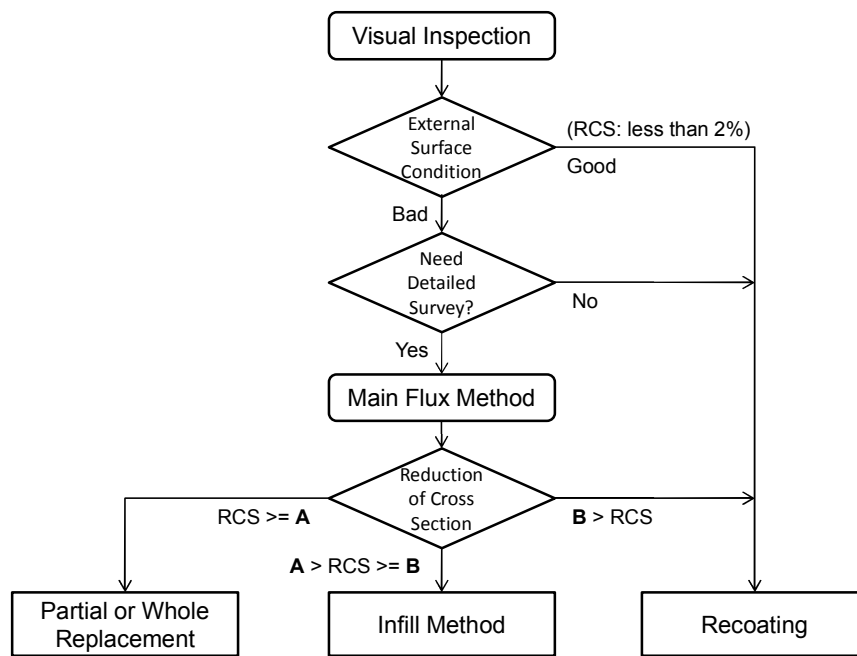 Visual Inspection
External
Surface
Condition
(RCS: less than 2%)
Good
Bad
Need
Detailed
Survey?
No
Yes
Main Flux Method
Reduction
of Cross
Section
RCS >= A
B > RCS
A > RCS >= B
Partial or Whole
Replacement
Infill Method
Recoating